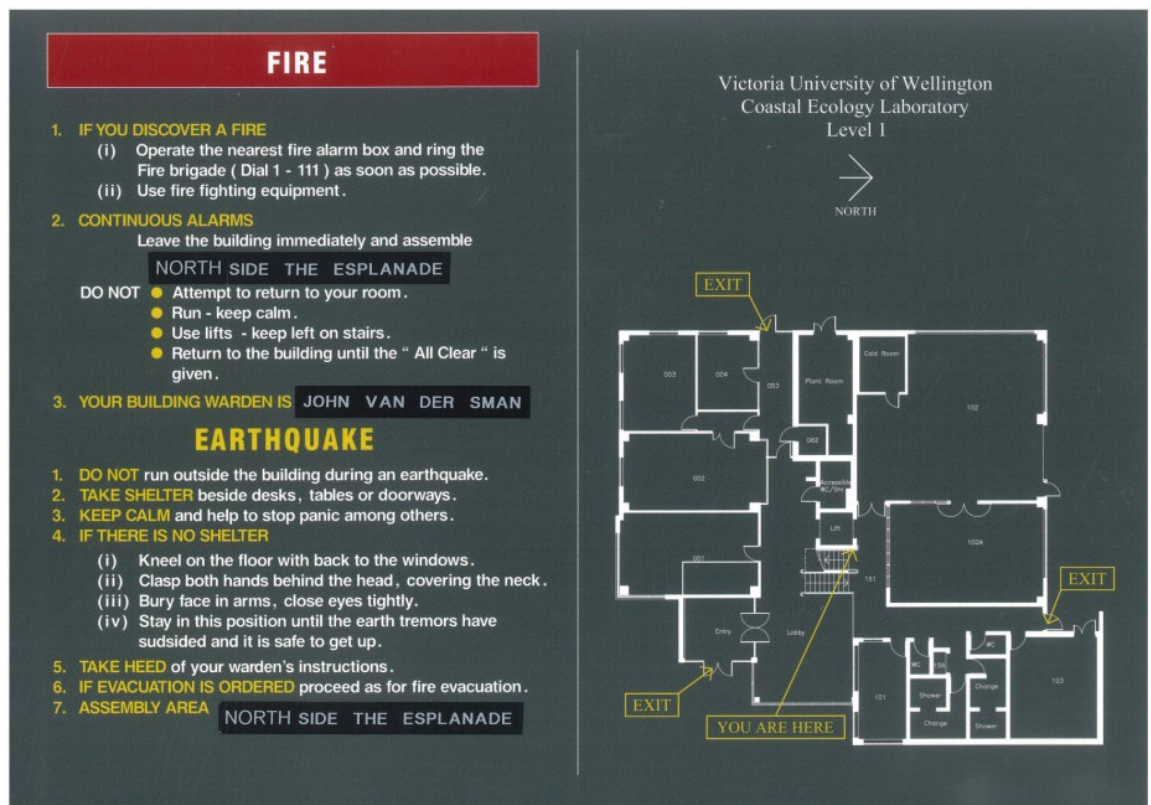 FIRE
1. IF YOU DISCOVER A FIRE
(i) Operate the nearest fire alarm box and ring the
Fire brigade ( Dial 1 - 111 ) as soon as possible.
(ii) Use fire fighting equipment.
2. CONTINUOUS ALARMS
Leave the building immediately and assemble
NORTH SIDE THE ESPLANADE
DO NOT ● Attempt to return to your room.
● Run - keep calm.
● Use lifts - keep left on stairs.
● Return to the building until the “ All Clear “ is
given.
3. YOUR BUILDING WARDEN IS JOHN VAN DER SMAN
EARTHQUAKE
1. DO NOT run outside the building during an earthquake.
2. TAKE SHELTER beside desks, tables or doorways.
3. KEEP CALM and help to stop panic among others.
4. IF THERE IS NO SHELTER
(i) Kneel on the floor with back to the windows.
(ii) Clasp both hands behind the head, covering the neck.
(iii) Bury face in arms, close eyes tightly.
(iv) Stay in this position until the earth tremors have
sudsided and it is safe to get up.
5. TAKE HEED of your warden's instructions.
6. IF EVACUATION IS ORDERED proceed as for fire evacuation.
7. ASSEMBLY AREA NORTH SIDE THE ESPLANADE
Victoria University of Wellington
Coastal Ecology Laboratory
Level 1
NORTH
EXIT
Cold Room
003
004
053
Plant Room
102
062
002
Accessible
WC/Shr
Lift
001
102A
151
EXIT
Entry
Lobby
WC
WC
156
101
Shower
Change
103
Change
Shower
EXIT
YOU ARE HERE